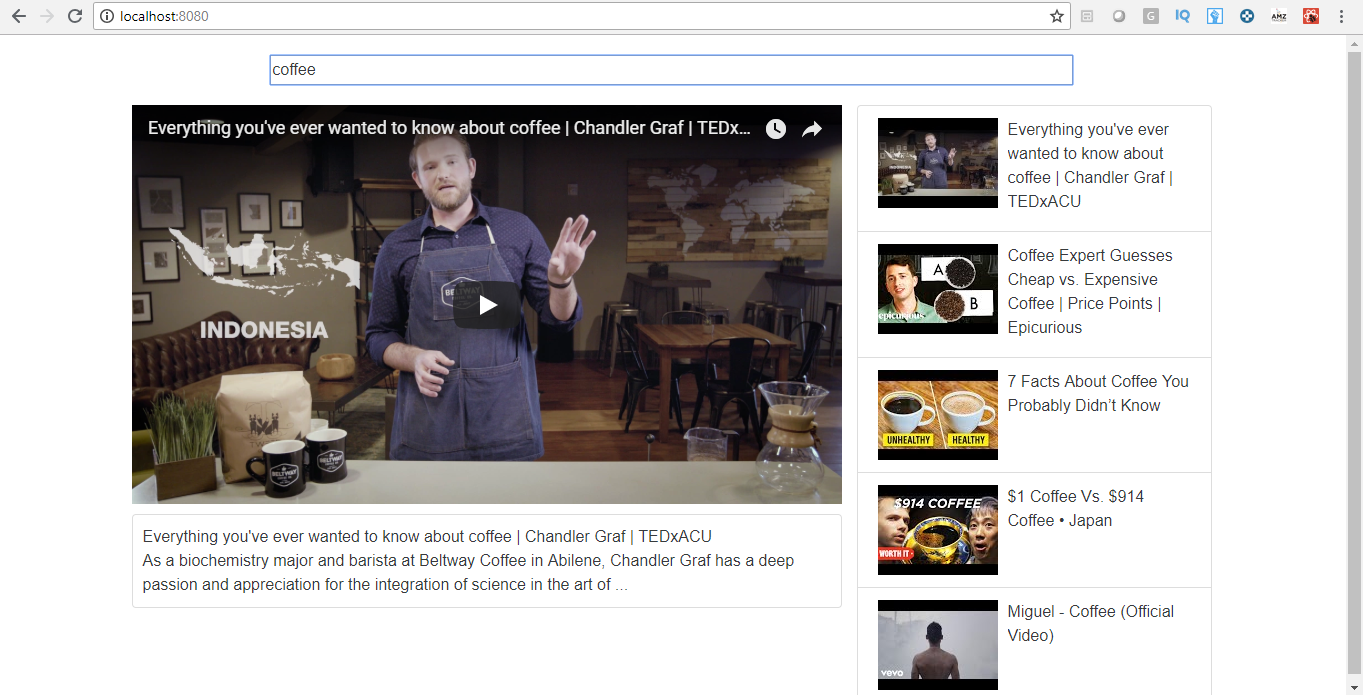 localhost:8080
G
IQ
AMZ
coffee
Everything you've ever wanted to know about coffee | Chandler Graf | TEDx...
INDONESIA
BELTWAY
BELTWAY
BELTWAY
Everything you've ever wanted to know about coffee | Chandler Graf | TEDxACU
As a biochemistry major and barista at Beltway Coffee in Abilene, Chandler Graf has a deep
passion and appreciation for the integration of science in the art of ...
INDONESIA
Everything you've ever
wanted to know about
coffee | Chandler Graf |
TEDxACU
A
B
epicurious
Coffee Expert Guesses
Cheap vs. Expensive
Coffee | Price Points |
Epicurious
UNHEALTHY
HEALTHY
7 Facts About Coffee You
Probably Didn’t Know
$914 COFFEE
WORTH IT
$1 Coffee Vs. $914
Coffee • Japan
vevo
Miguel - Coffee (Official
Video)